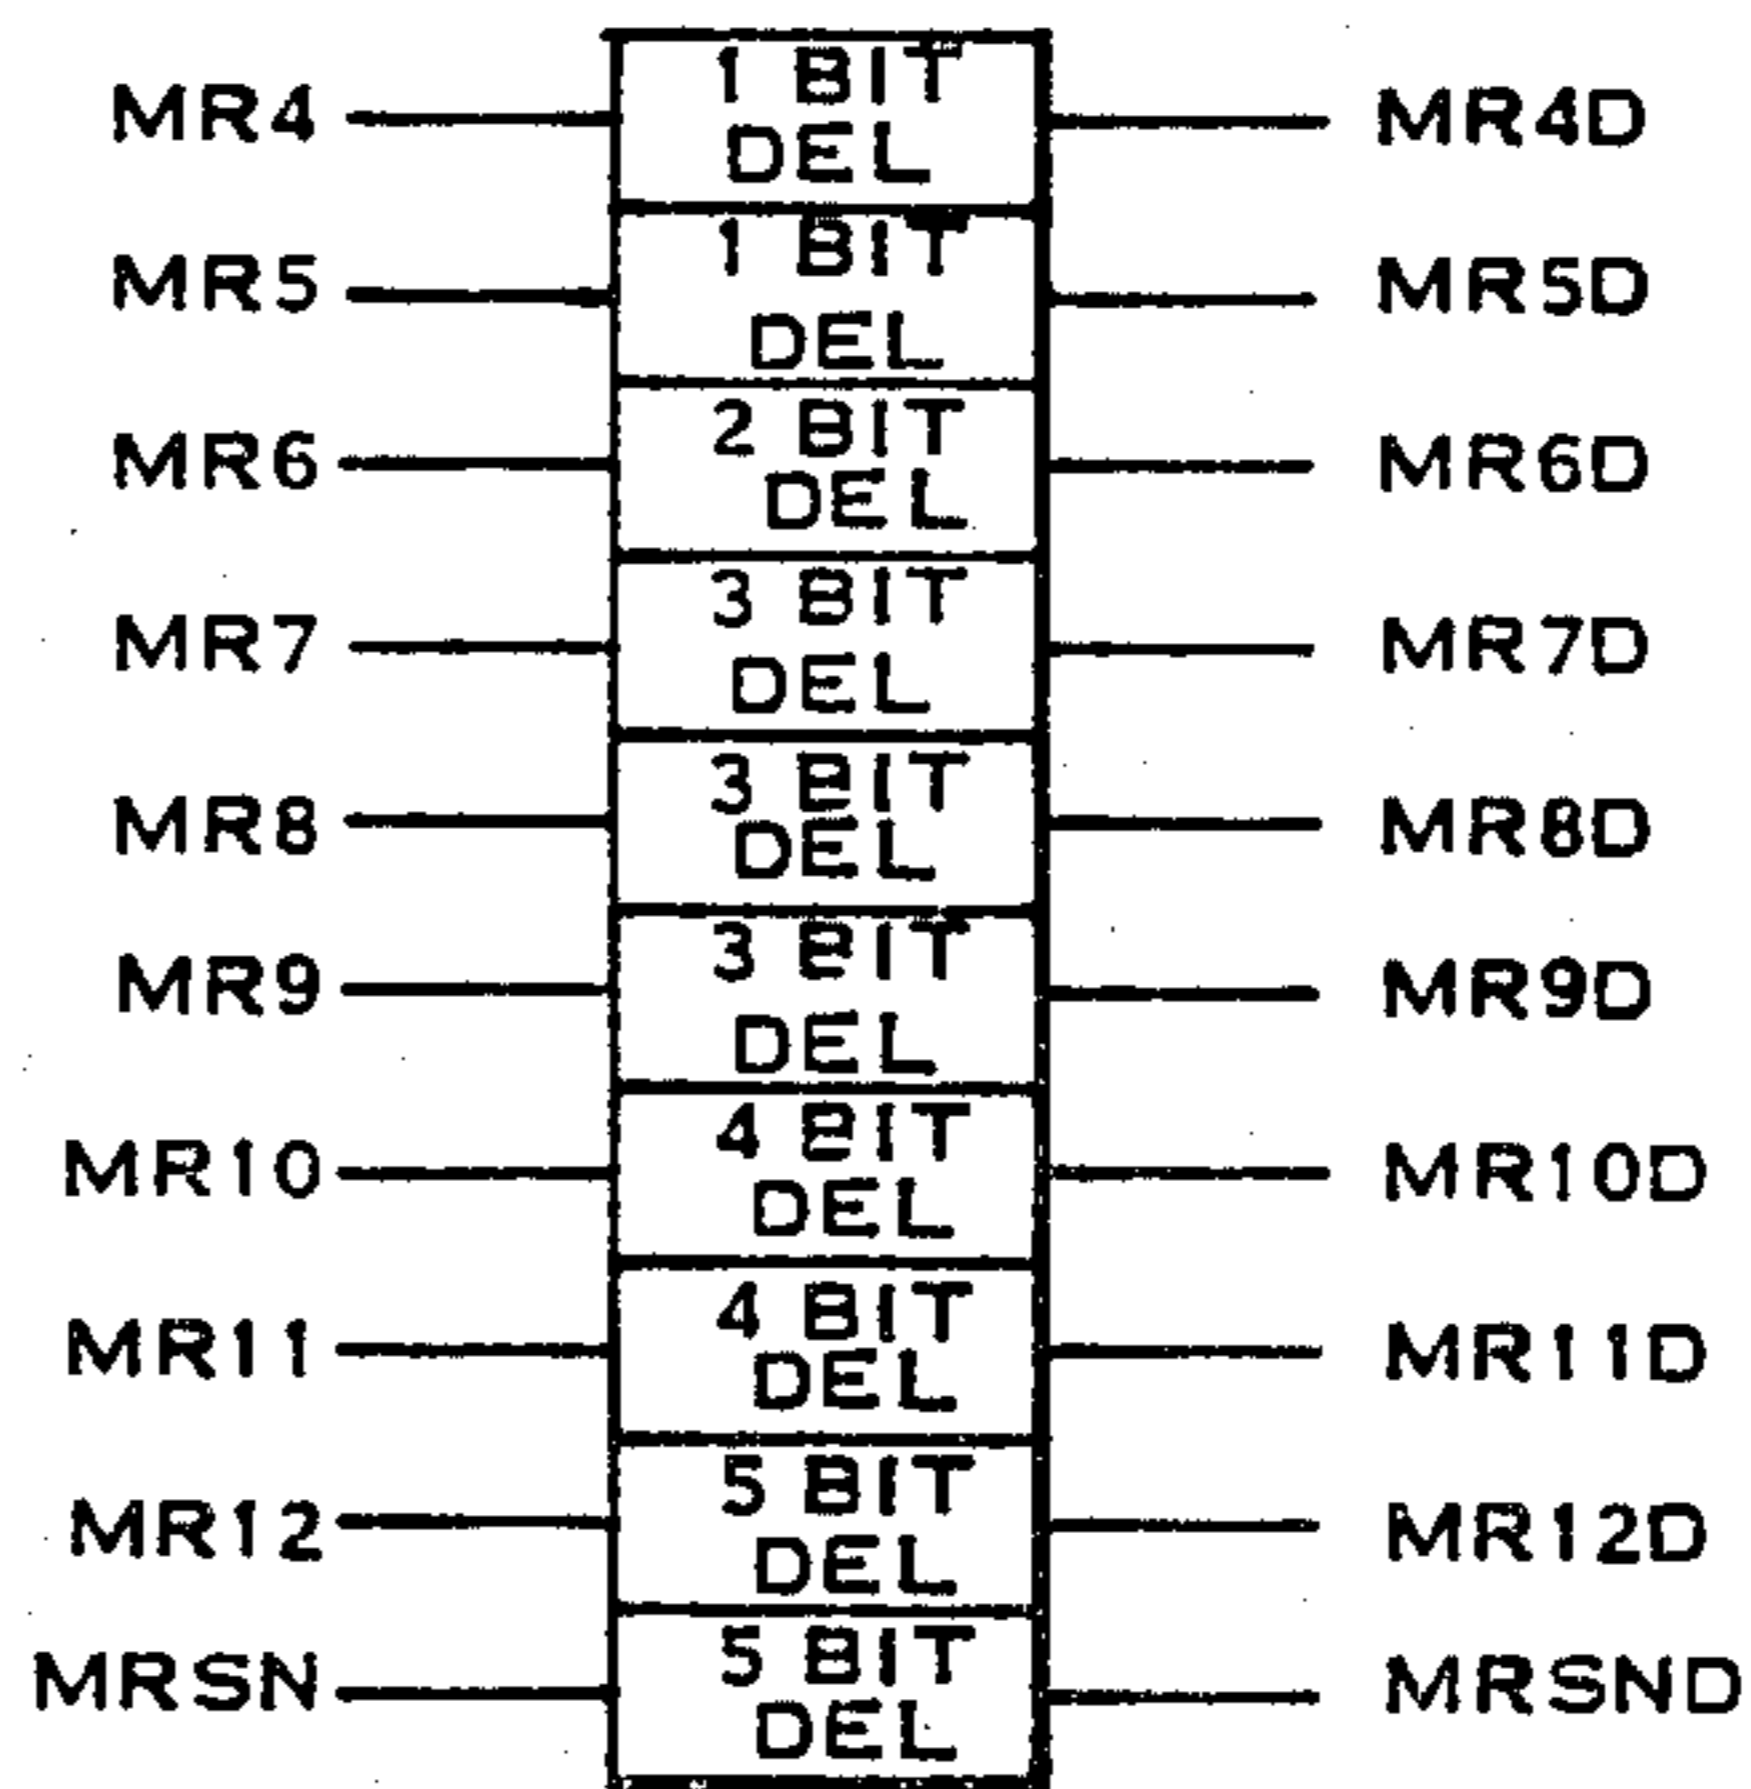 MR4 1 BIT DEL MR4D
MR5 1 BIT DEL MR5D
MR6 2 BIT DEL MR6D
MR7 3 BIT DEL MR7D
MR8 3 BIT DEL MR8D
MR9 3 BIT DEL MR9D
MR10 4 BIT DEL MR10D
MR11 4 BIT DEL MR11D
MR12 5 BIT DEL MR12D
MRSN 5 BIT DEL MRSND